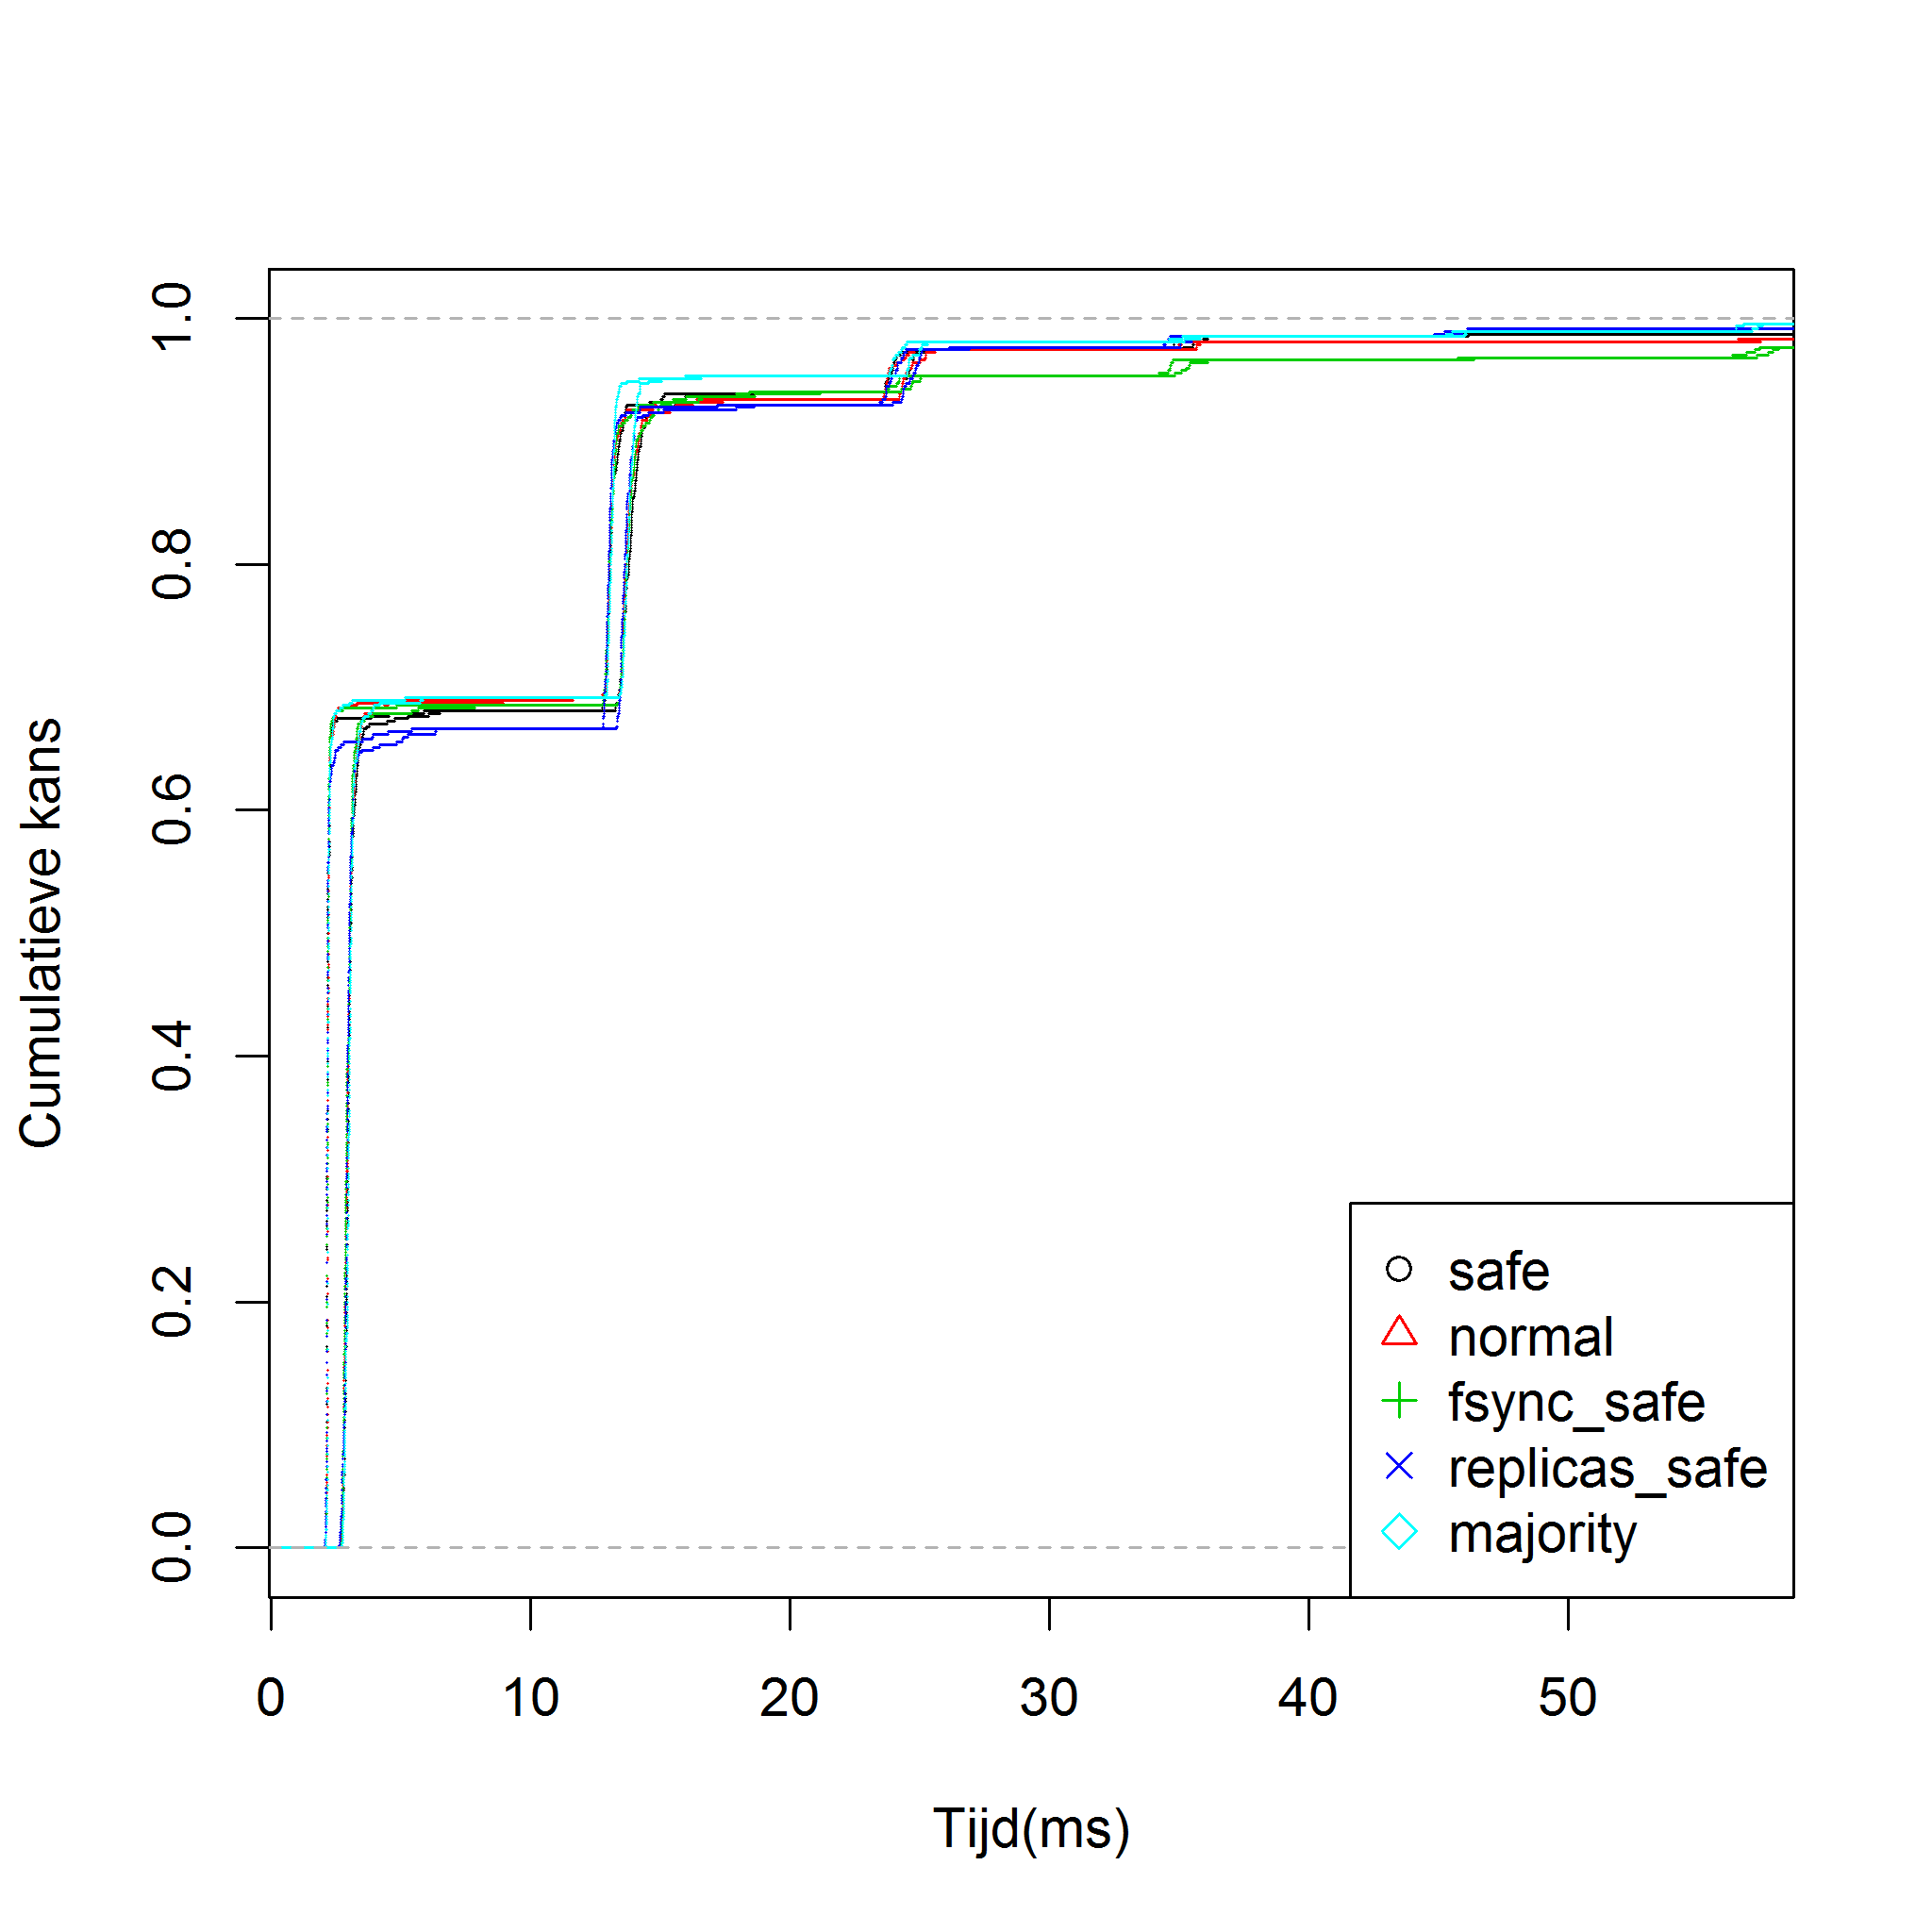 Cumulatieve kans
1.0
0.8
0.6
0.4
0.2
0.0
safe
normal
fsync_safe
replicas_safe
majority
0 10 20 30 40 50
Tijd(ms)